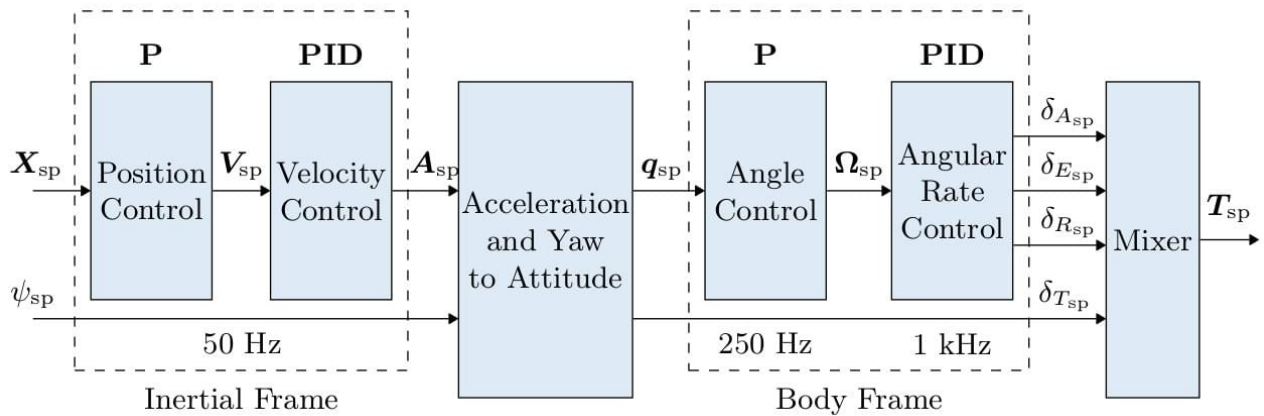 P
PID
P
PID
X_sp
Position
Control
V_sp
Velocity
Control
A_sp
Acceleration
and Yaw
to Attitude
q_sp
Angle
Control
Ω_sp
Angular
Rate
Control
δ_A_sp
δ_E_sp
δ_R_sp
δ_T_sp
Mixer
T_sp
ψ_sp
50 Hz
250 Hz
1 kHz
Inertial Frame
Body Frame